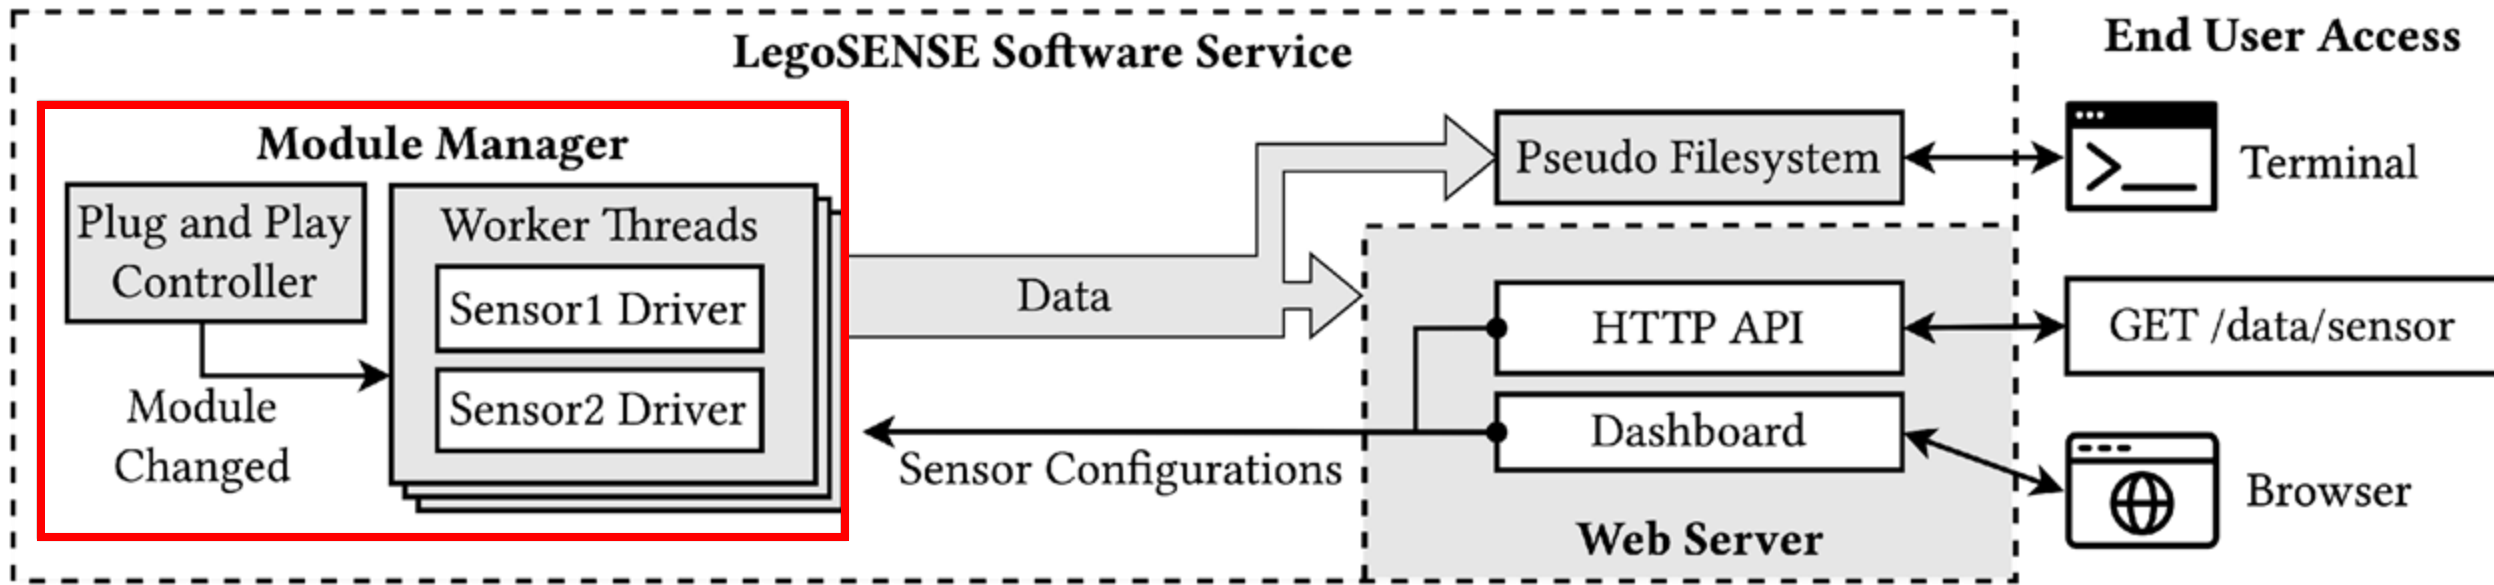 LegoSENSE Software Service
End User Access
Module Manager
Plug and Play
Controller
Worker Threads
Sensor1 Driver
Sensor2 Driver
Module
Changed
Data
Sensor Configurations
Pseudo Filesystem
HTTP API
Dashboard
Web Server
Terminal
GET /data/sensor
Browser